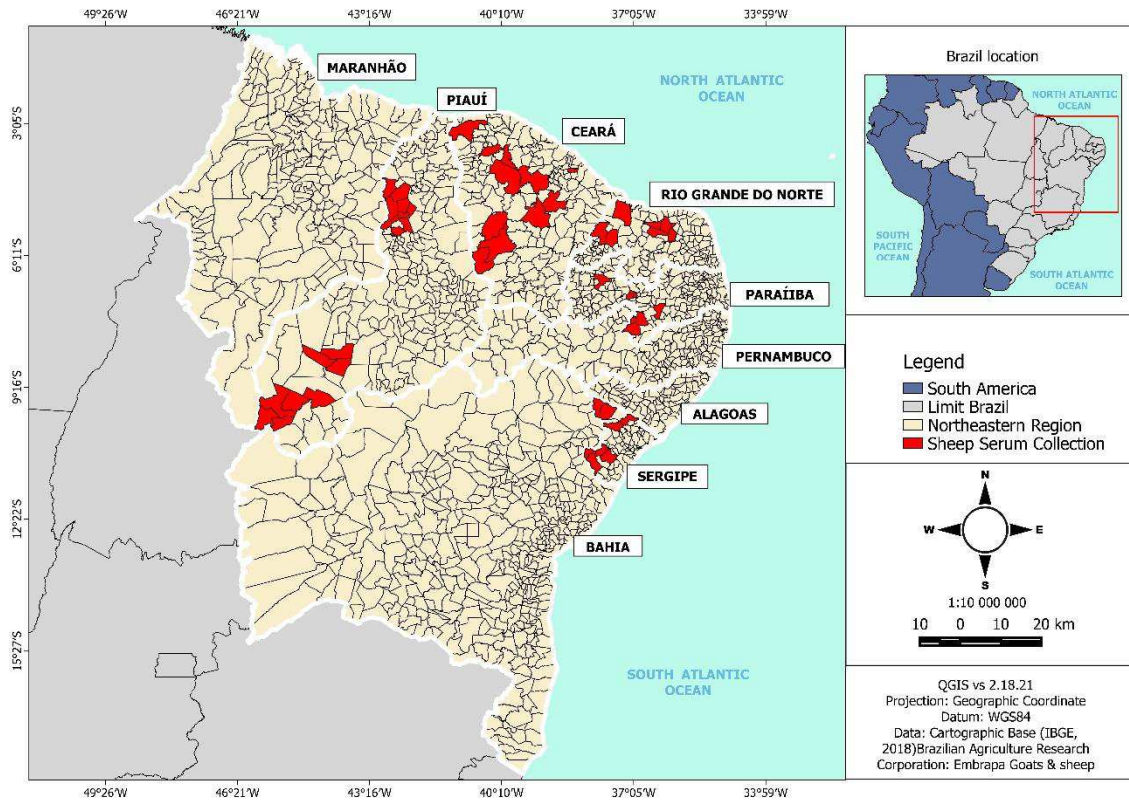 49°26'W 46°21'W 43°16'W 40°10'W 37°05'W 33°59'W
MARANHÃO
PIAUÍ
CEARÁ
NORTH ATLANTIC
OCEAN
RIO GRANDE DO NORTE
PARAÍIBA
PERNAMBUCO
ALAGOAS
SERGIPE
BAHIA
SOUTH ATLANTIC
OCEAN
3°05'S
6°11'S
9°16'S
12°22'S
15°27'S
49°26'W 46°21'W 43°16'W 40°10'W 37°05'W 33°59'W
Brazil location
NORTH ATLANTIC
OCEAN
SOUTH
PACIFIC
OCEAN
SOUTH ATLANTIC
OCEAN
Legend
South America
Limit Brazil
Northeastern Region
Sheep Serum Collection
N
W E
S
1:10 000 000
10 0 10 20 km
QGIS vs 2.18.21
Projection: Geographic Coordinate
Datum: WGS84
Data: Cartographic Base (IBGE,
2018)Brazilian Agriculture Research
Corporation: Embrapa Goats & sheep